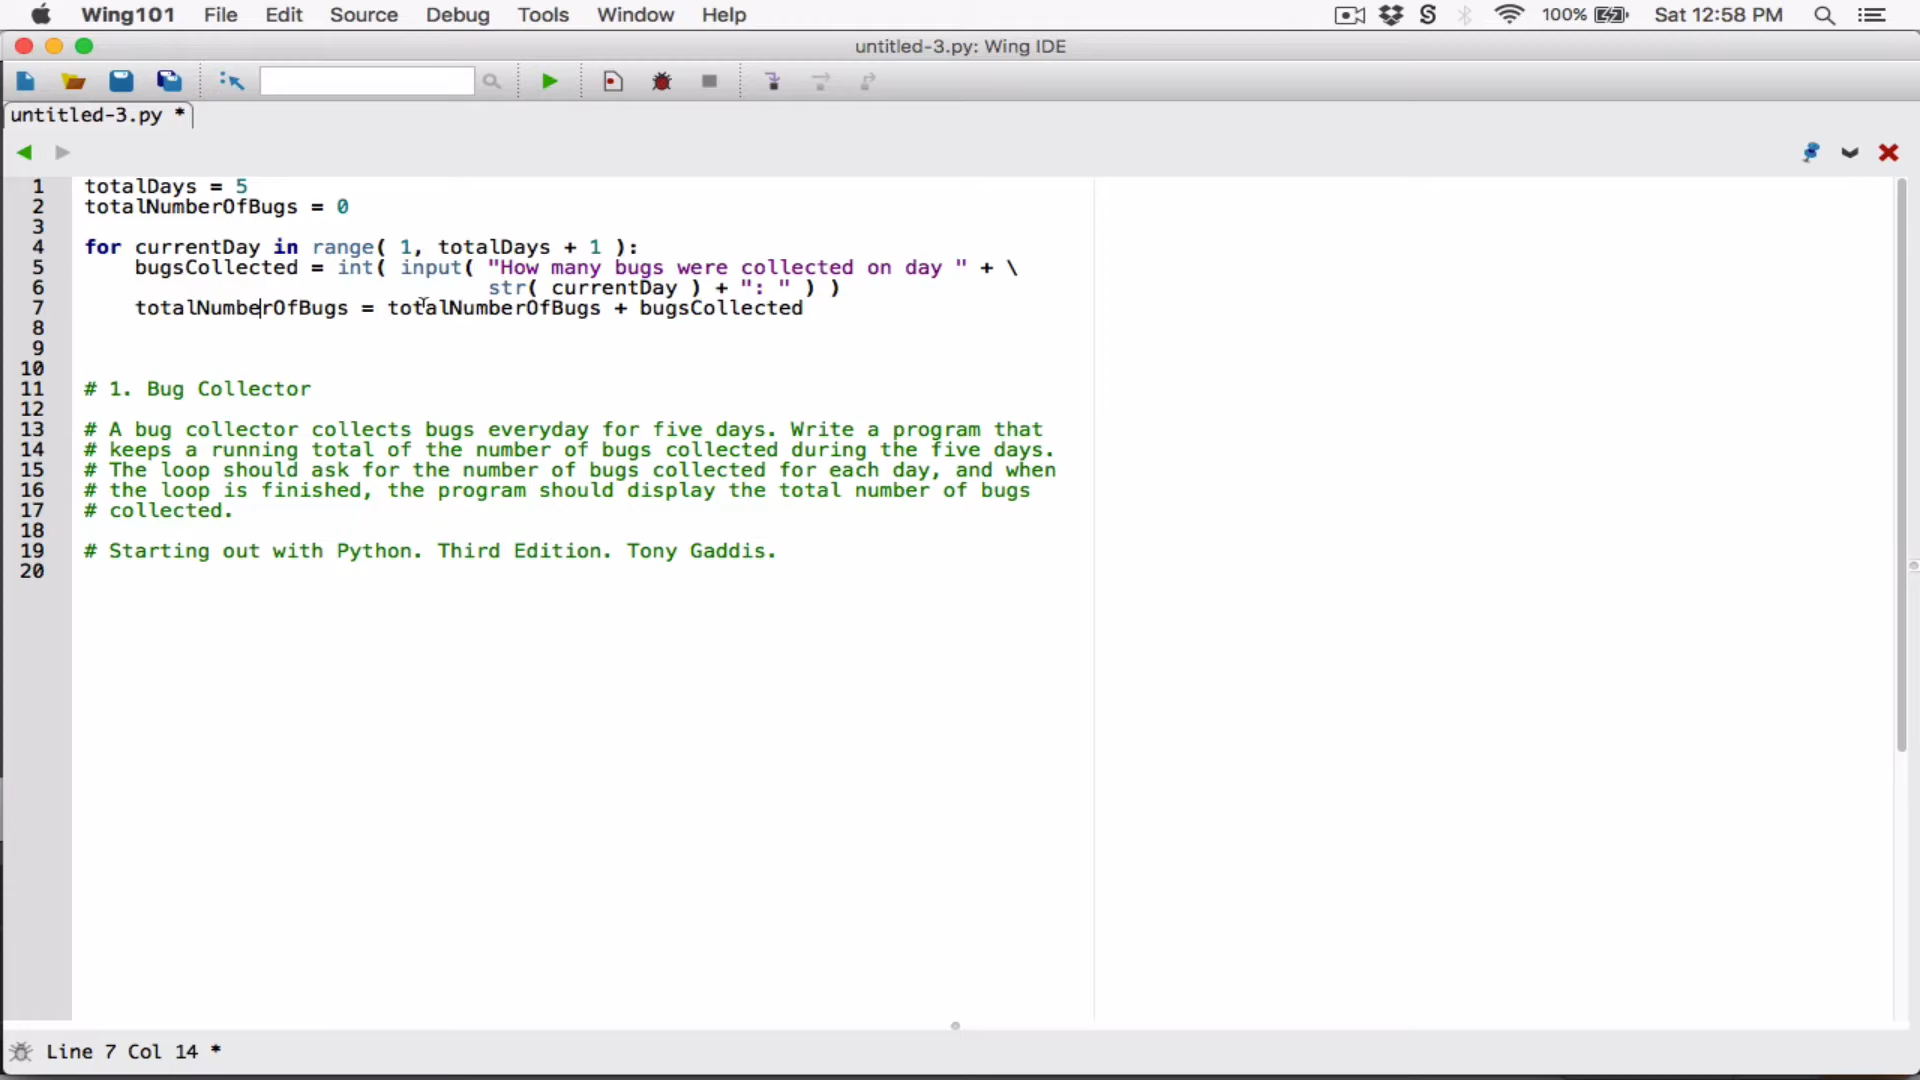 Wing101 File Edit Source Debug Tools Window Help 100% Sat 12:58 PM
untitled-3.py: Wing IDE
untitled-3.py *
1 totalDays = 5
2 totalNumberOfBugs = 0
3
4 for currentDay in range( 1, totalDays + 1 ):
5 bugsCollected = int( input( "How many bugs were collected on day " + \
6 str( currentDay ) + ": " ) )
7 totalNumberOfBugs = totalNumberOfBugs + bugsCollected
8
9
10
11 # 1. Bug Collector
12
13 # A bug collector collects bugs everyday for five days. Write a program that
14 # keeps a running total of the number of bugs collected during the five days.
15 # The loop should ask for the number of bugs collected for each day, and when
16 # the loop is finished, the program should display the total number of bugs
17 # collected.
18
19 # Starting out with Python. Third Edition. Tony Gaddis.
20
Line 7 Col 14 *